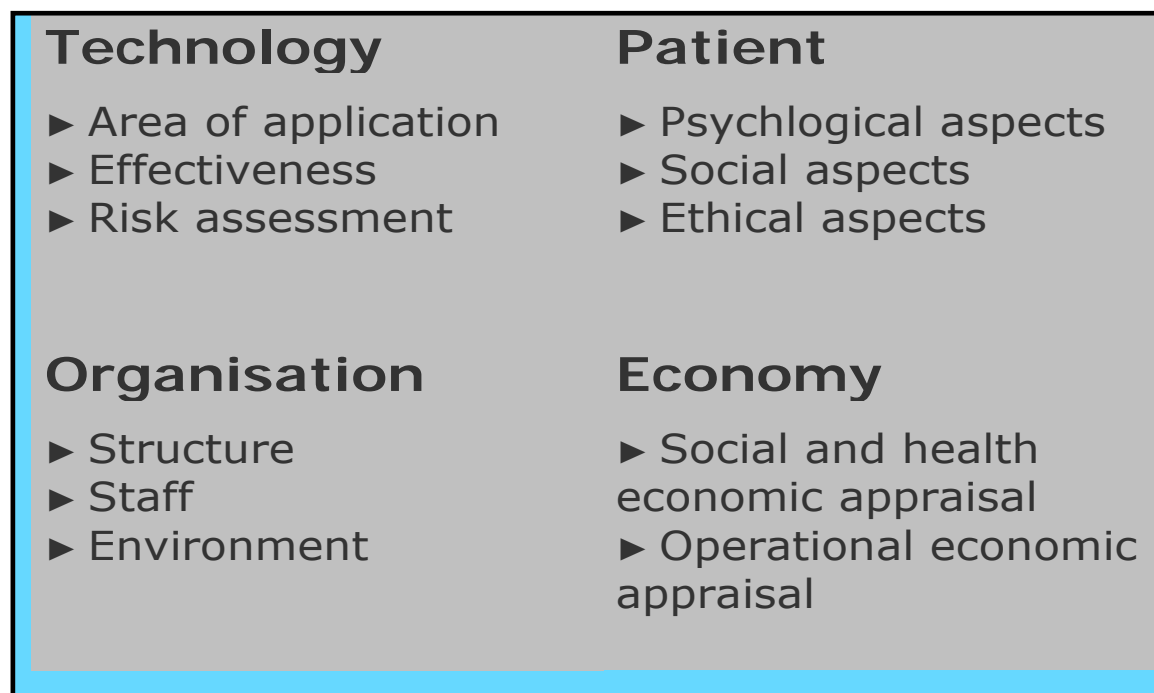 Technology
► Area of application
► Effectiveness
► Risk assessment
Patient
► Psychlogical aspects
► Social aspects
► Ethical aspects
Organisation
► Structure
► Staff
► Environment
Economy
► Social and health
economic appraisal
► Operational economic
appraisal